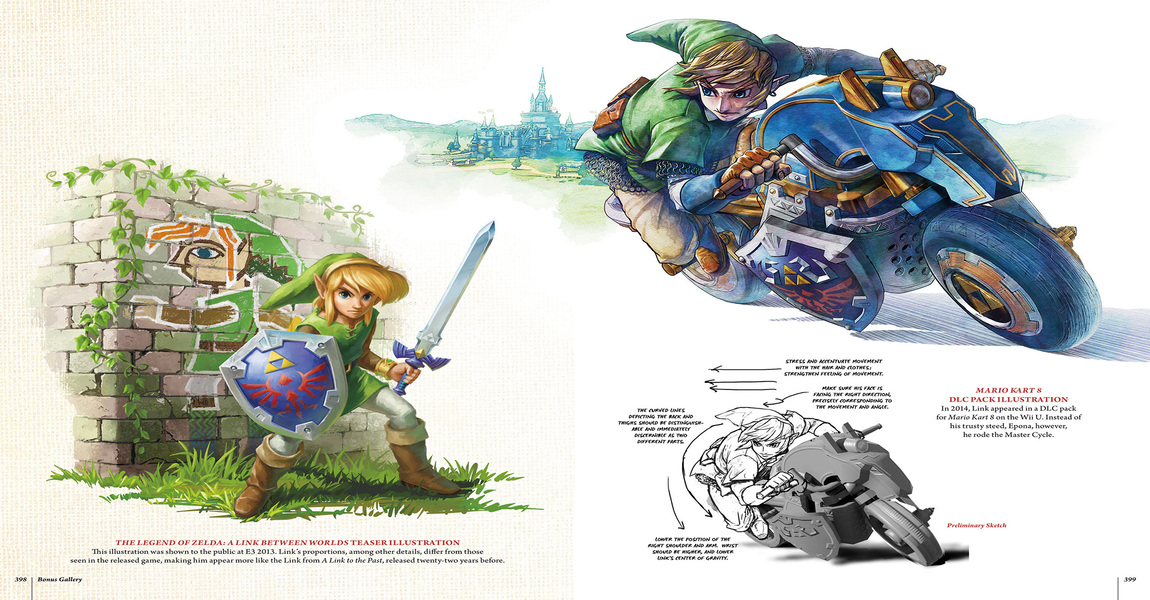 THE LEGEND OF ZELDA: A LINK BETWEEN WORLDS TEASER ILLUSTRATION
This illustration was shown to the public at E3 2013. Link's proportions, among other details, differ from those
seen in the released game, making him appear more like the Link from A Link to the Past, released twenty-two years before.
398 Bonus Gallery
STRESS AND ACCENTUATE MOVEMENT
WITH THE HAIR AND CLOTHES;
STRENGTHEN FEELING OF MOVEMENT.
MAKE SURE HIS FACE IS
FACING THE RIGHT DIRECTION,
PRECISELY CORRESPONDING TO
THE MOVEMENT AND ANGLE.
THE CURVED LINES
DEPICTING THE BACK AND
THIGHS SHOULD BE DISTINGUISH-
ABLE AND IMMEDIATELY
DISCERNIBLE AS TWO
DIFFERENT PARTS.
LOWER THE POSITION OF THE
RIGHT SHOULDER AND ARM. WRIST
SHOULD BE HIGHER, AND LOWER
LINK'S CENTER OF GRAVITY.
MARIO KART 8
DLC PACK ILLUSTRATION
In 2014, Link appeared in a DLC pack
for Mario Kart 8 on the Wii U. Instead of
his trusty steed, Epona, however,
he rode the Master Cycle.
Preliminary Sketch
399